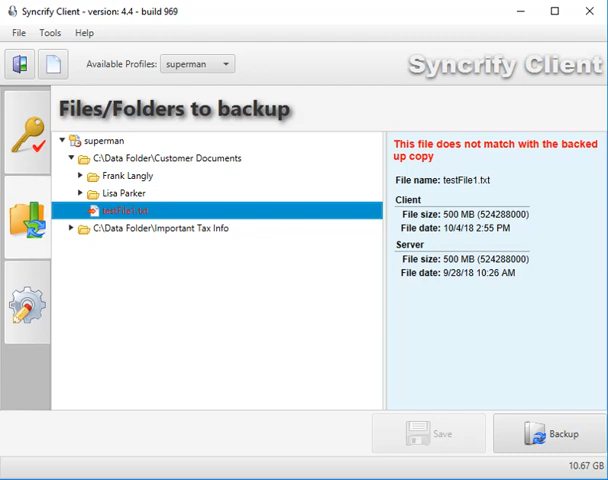 Syncrify Client - version: 4.4 - build 969
File Tools Help
Available Profiles: superman
Syncrify Client
Files/Folders to backup
superman
C:\Data Folder\Customer Documents
Frank Langly
Lisa Parker
testFile1.txt
C:\Data Folder\Important Tax Info
This file does not match with the backed
up copy
File name: testFile1.txt
Client
File size: 500 MB (524288000)
File date: 10/4/18 2:55 PM
Server
File size: 500 MB (524288000)
File date: 9/28/18 10:26 AM
Save
Backup
10.67 GB